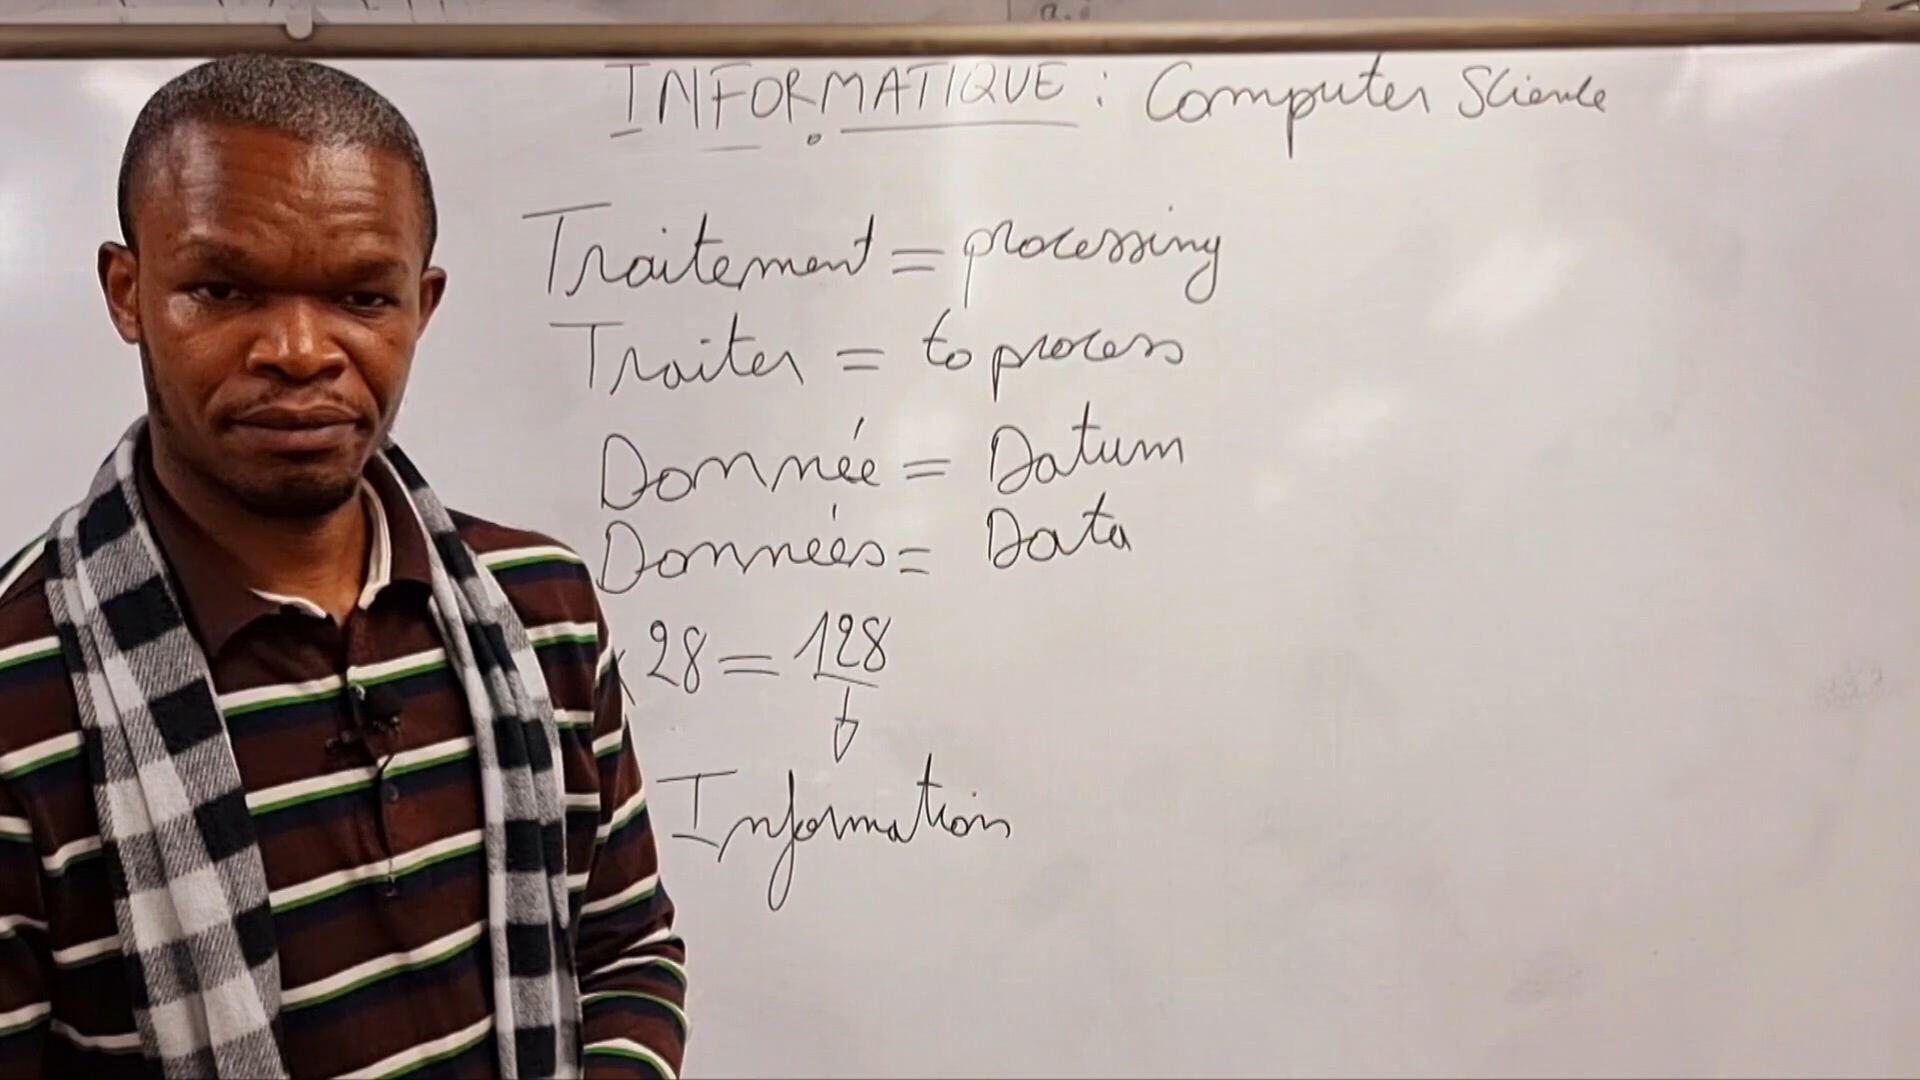 INFORMATIQUE : Computer Science
Traitement = processing
Traiter = to process
Donnée = Datum
Données = Data
x 28 = 128
Information